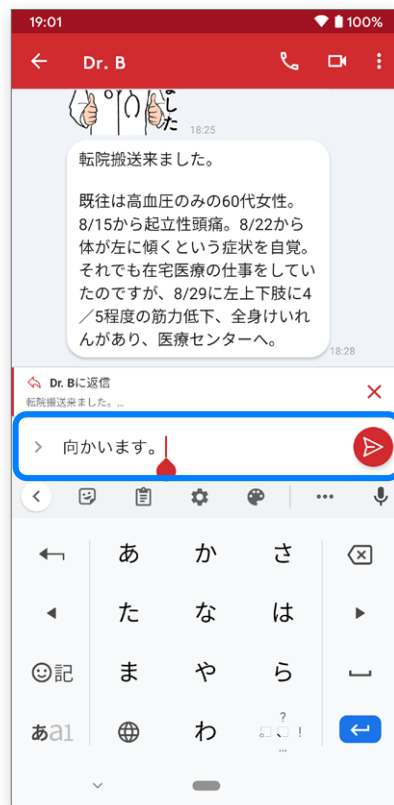 19:01
100%
Dr. B
ました
18:25
転院搬送来ました。
既往は高血圧のみの60代女性。
8/15から起立性頭痛。8/22から
体が左に傾くという症状を自覚。
それでも在宅医療の仕事をしてい
たのですが、8/29に左上下肢に4
／5程度の筋力低下、全身けいれ
んがあり、医療センターへ。
18:28
Dr. Bに返信
転院搬送来ました。...
向かいます。
あ か さ
た な は
☺記 ま や ら
あa1 わ 、。?!